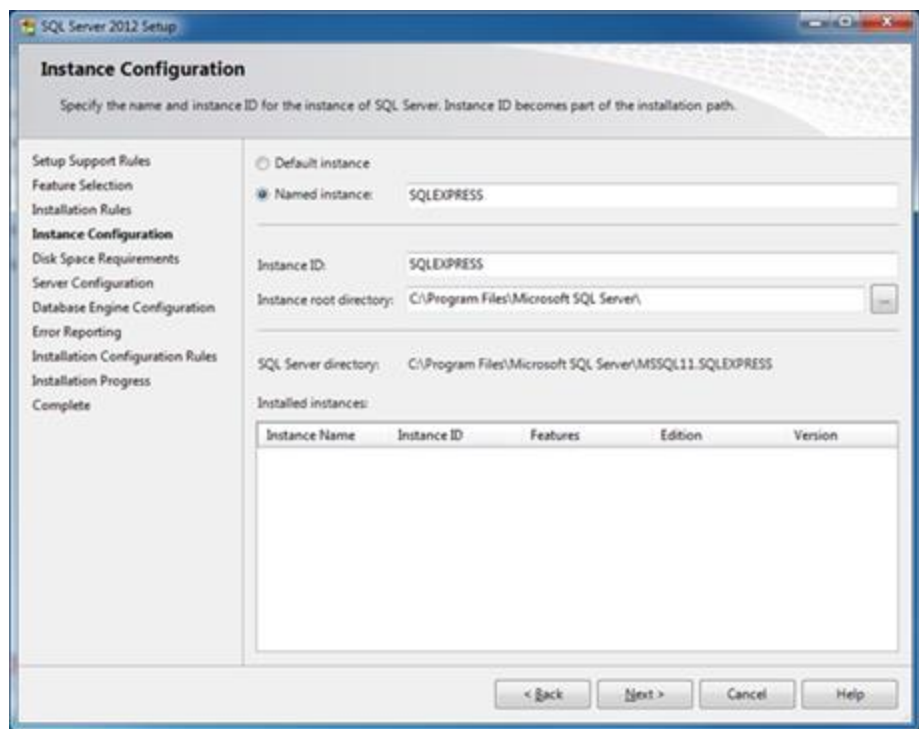 SQL Server 2012 Setup
Instance Configuration
Specify the name and instance ID for the instance of SQL Server. Instance ID becomes part of the installation path.
Setup Support Rules
Feature Selection
Installation Rules
Instance Configuration
Disk Space Requirements
Server Configuration
Database Engine Configuration
Error Reporting
Installation Configuration Rules
Installation Progress
Complete
Default instance
Named instance: SQLEXPRESS
Instance ID: SQLEXPRESS
Instance root directory: C:\Program Files\Microsoft SQL Server\ ...
SQL Server directory: C:\Program Files\Microsoft SQL Server\MSSQL11.SQLEXPRESS
Installed instances:
Instance Name Instance ID Features Edition Version
< Back Next > Cancel Help